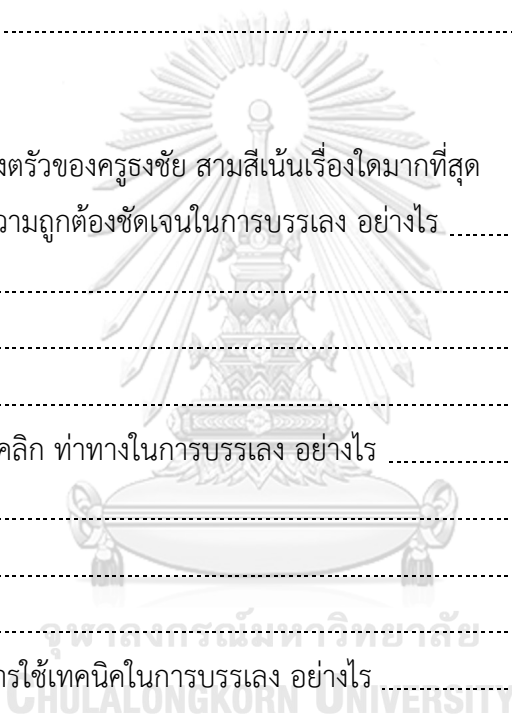 งตรัวของครูธงชัย สามสีเน้นเรื่องใดมากที่สุด
วามถูกต้องชัดเจนในการบรรเลง อย่างไร
คลิก ท่าทางในการบรรเลง อย่างไร
จุฬาลงกรณ์มหาวิทยาลัย
ารใช้เทคนิคในการบรรเลง อย่างไร
CHULALONGKORN UNIVERSITY